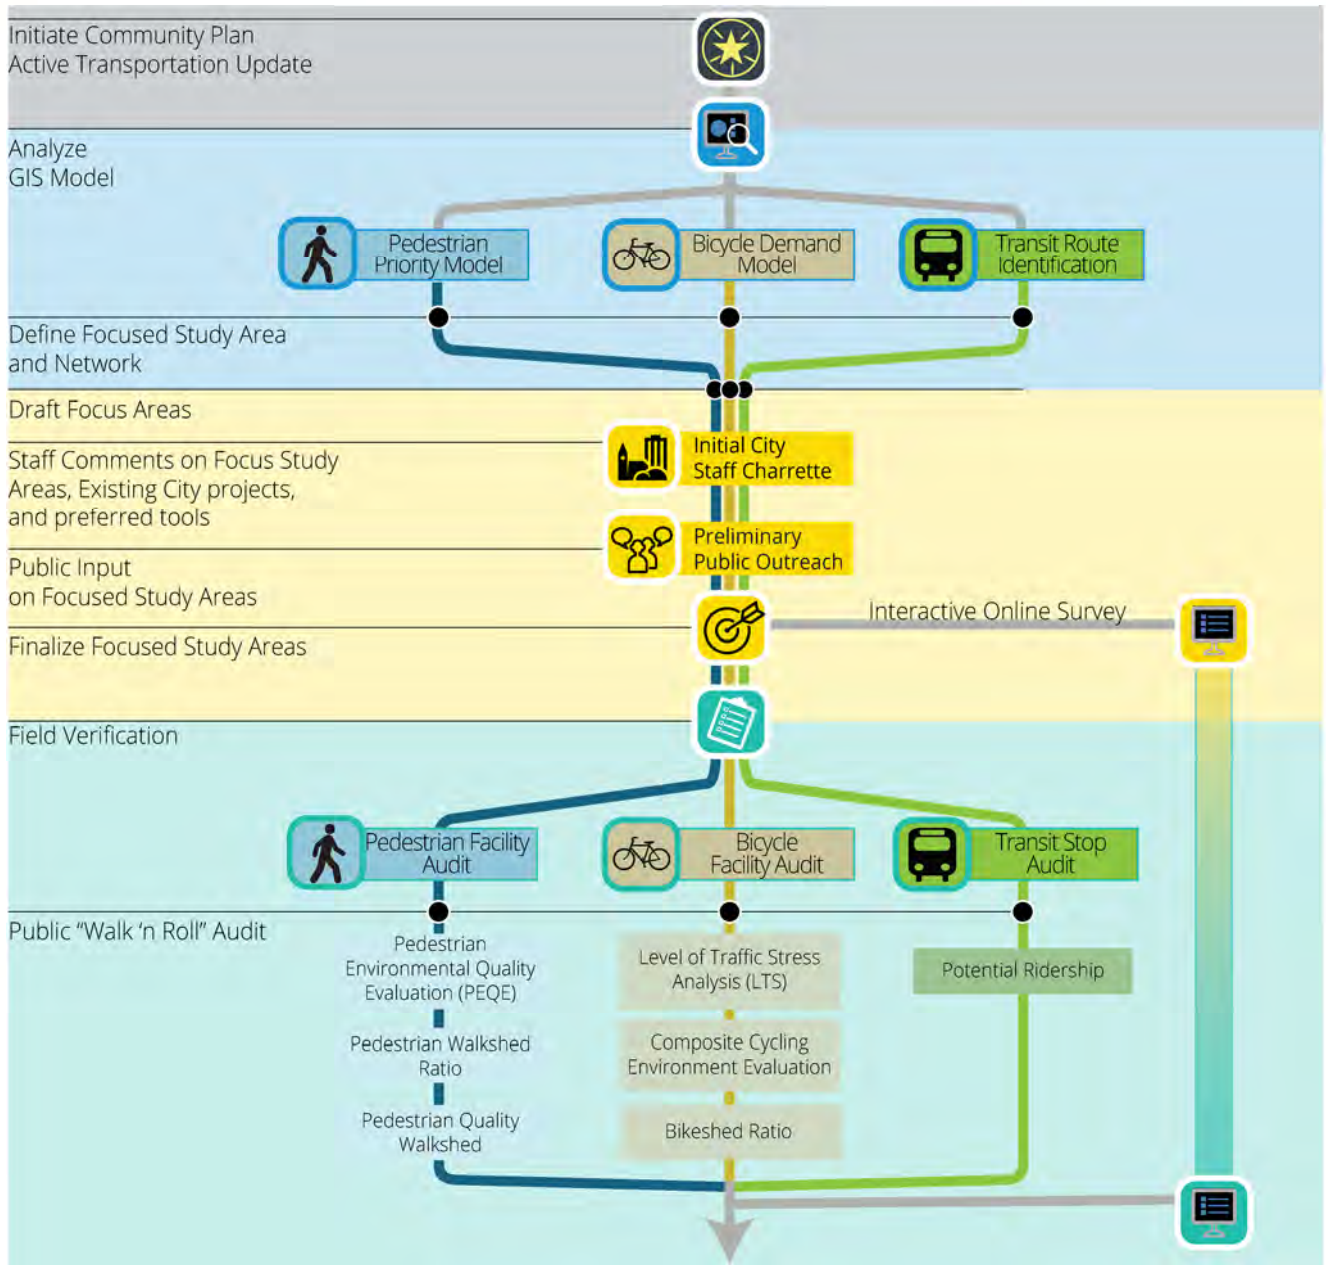 Initiate Community Plan
Active Transportation Update
Analyze
GIS Model
Pedestrian
Priority Model
Bicycle Demand
Model
Transit Route
Identification
Define Focused Study Area
and Network
Draft Focus Areas
Staff Comments on Focus Study
Areas, Existing City projects,
and preferred tools
Initial City
Staff Charrette
Public Input
on Focused Study Areas
Preliminary
Public Outreach
Interactive Online Survey
Finalize Focused Study Areas
Field Verification
Pedestrian Facility
Audit
Bicycle
Facility Audit
Transit Stop
Audit
Public “Walk ‘n Roll” Audit
Pedestrian
Environmental Quality
Evaluation (PEQE)
Pedestrian Walkshed
Ratio
Pedestrian Quality
Walkshed
Level of Traffic Stress
Analysis (LTS)
Composite Cycling
Environment Evaluation
Bikeshed Ratio
Potential Ridership